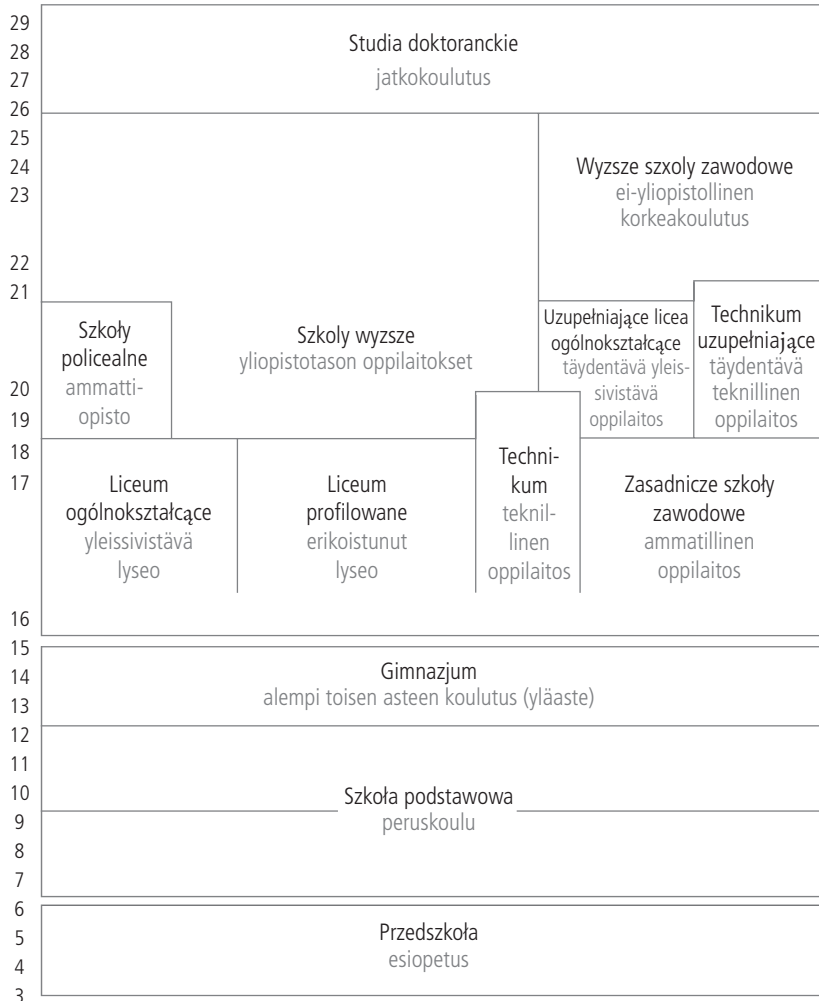 29
28
27
26
25
24
23
22
21
20
19
18
17
16
15
14
13
12
11
10
9
8
7
6
5
4
3
Studia doktoranckie
jatkokoulutus
Wyzsze szxoly zawodowe
ei-yliopistollinen
korkeakoulutus
Szkoły
policealne
ammatti-
opisto
Szkoly wyzsze
yliopistotason oppilaitokset
Uzupełniające licea
ogólnokształcące
täydentävä yleis-
sivistävä
oppilaitos
Technikum
uzupełniające
täydentävä
teknillinen
oppilaitos
Liceum
ogólnokształcące
yleissivistävä
lyseo
Liceum
profilowane
erikoistunut
lyseo
Techni-
kum
teknil-
linen
oppilaitos
Zasadnicze szkoły
zawodowe
ammatillinen
oppilaitos
Gimnazjum
alempi toisen asteen koulutus (yläaste)
Szkoła podstawowa
peruskoulu
Przedszkoła
esiopetus